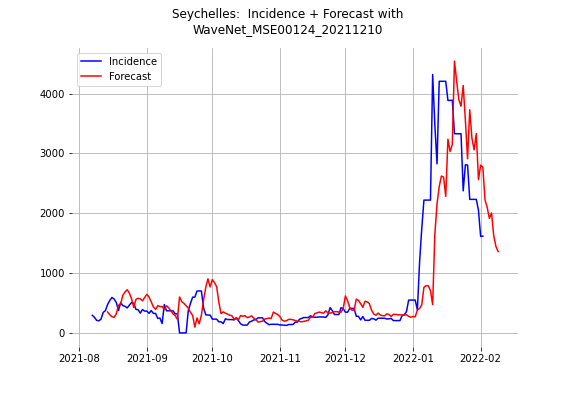 Seychelles:  Incidence + Forecast with
WaveNet_MSE00124_20211210
Incidence
Forecast
4000
3000
2000
1000
0
2021-08 2021-09 2021-10 2021-11 2021-12 2022-01 2022-02